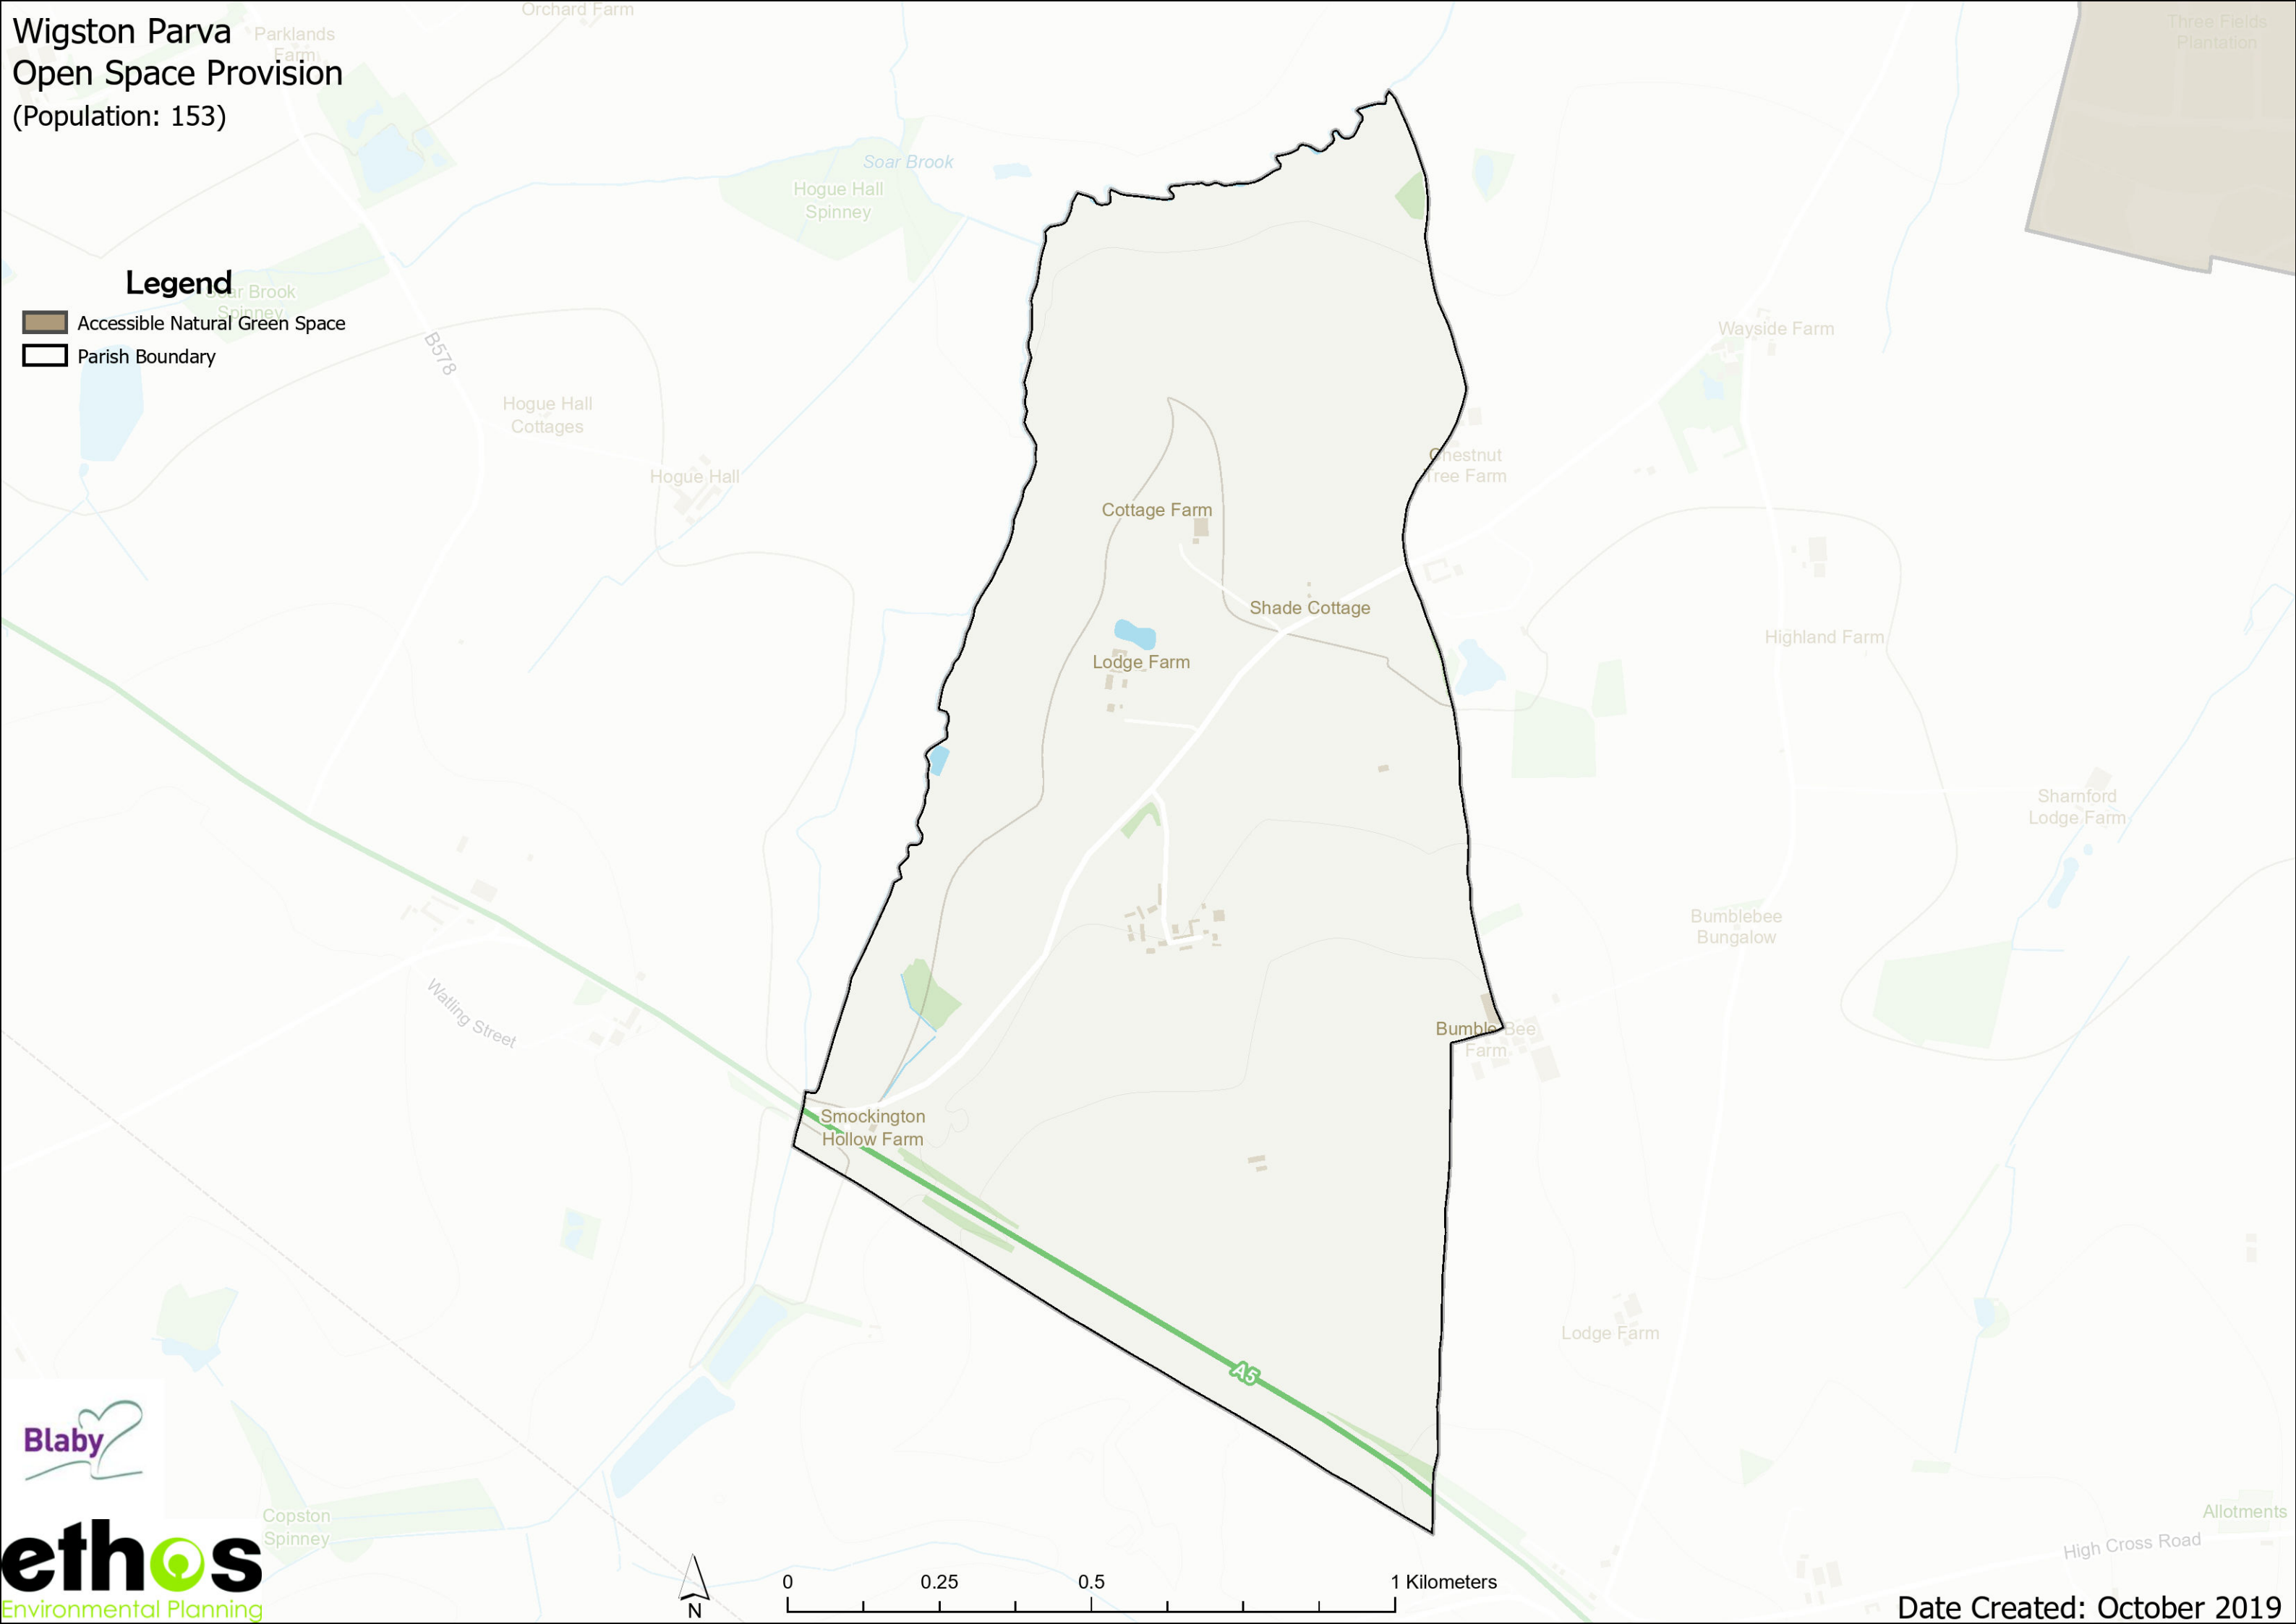 Wigston Parva
Open Space Provision
(Population: 153)
Legend
Accessible Natural Green Space
Parish Boundary
Orchard Farm
Parklands
Farm
Three Fields
Plantation
Soar Brook
Hogue Hall
Spinney
Soar Brook
Spinney
B578
Hogue Hall
Cottages
Hogue Hall
Wayside Farm
Chestnut
Tree Farm
Cottage Farm
Shade Cottage
Lodge Farm
Highland Farm
Sharnford
Lodge Farm
Bumblebee
Bungalow
Watling Street
Bumble Bee
Farm
Smockington
Hollow Farm
Lodge Farm
A5
Copston
Spinney
Allotments
High Cross Road
Blaby
ethos
Environmental Planning
N
0 0.25 0.5 1 Kilometers
Date Created: October 2019